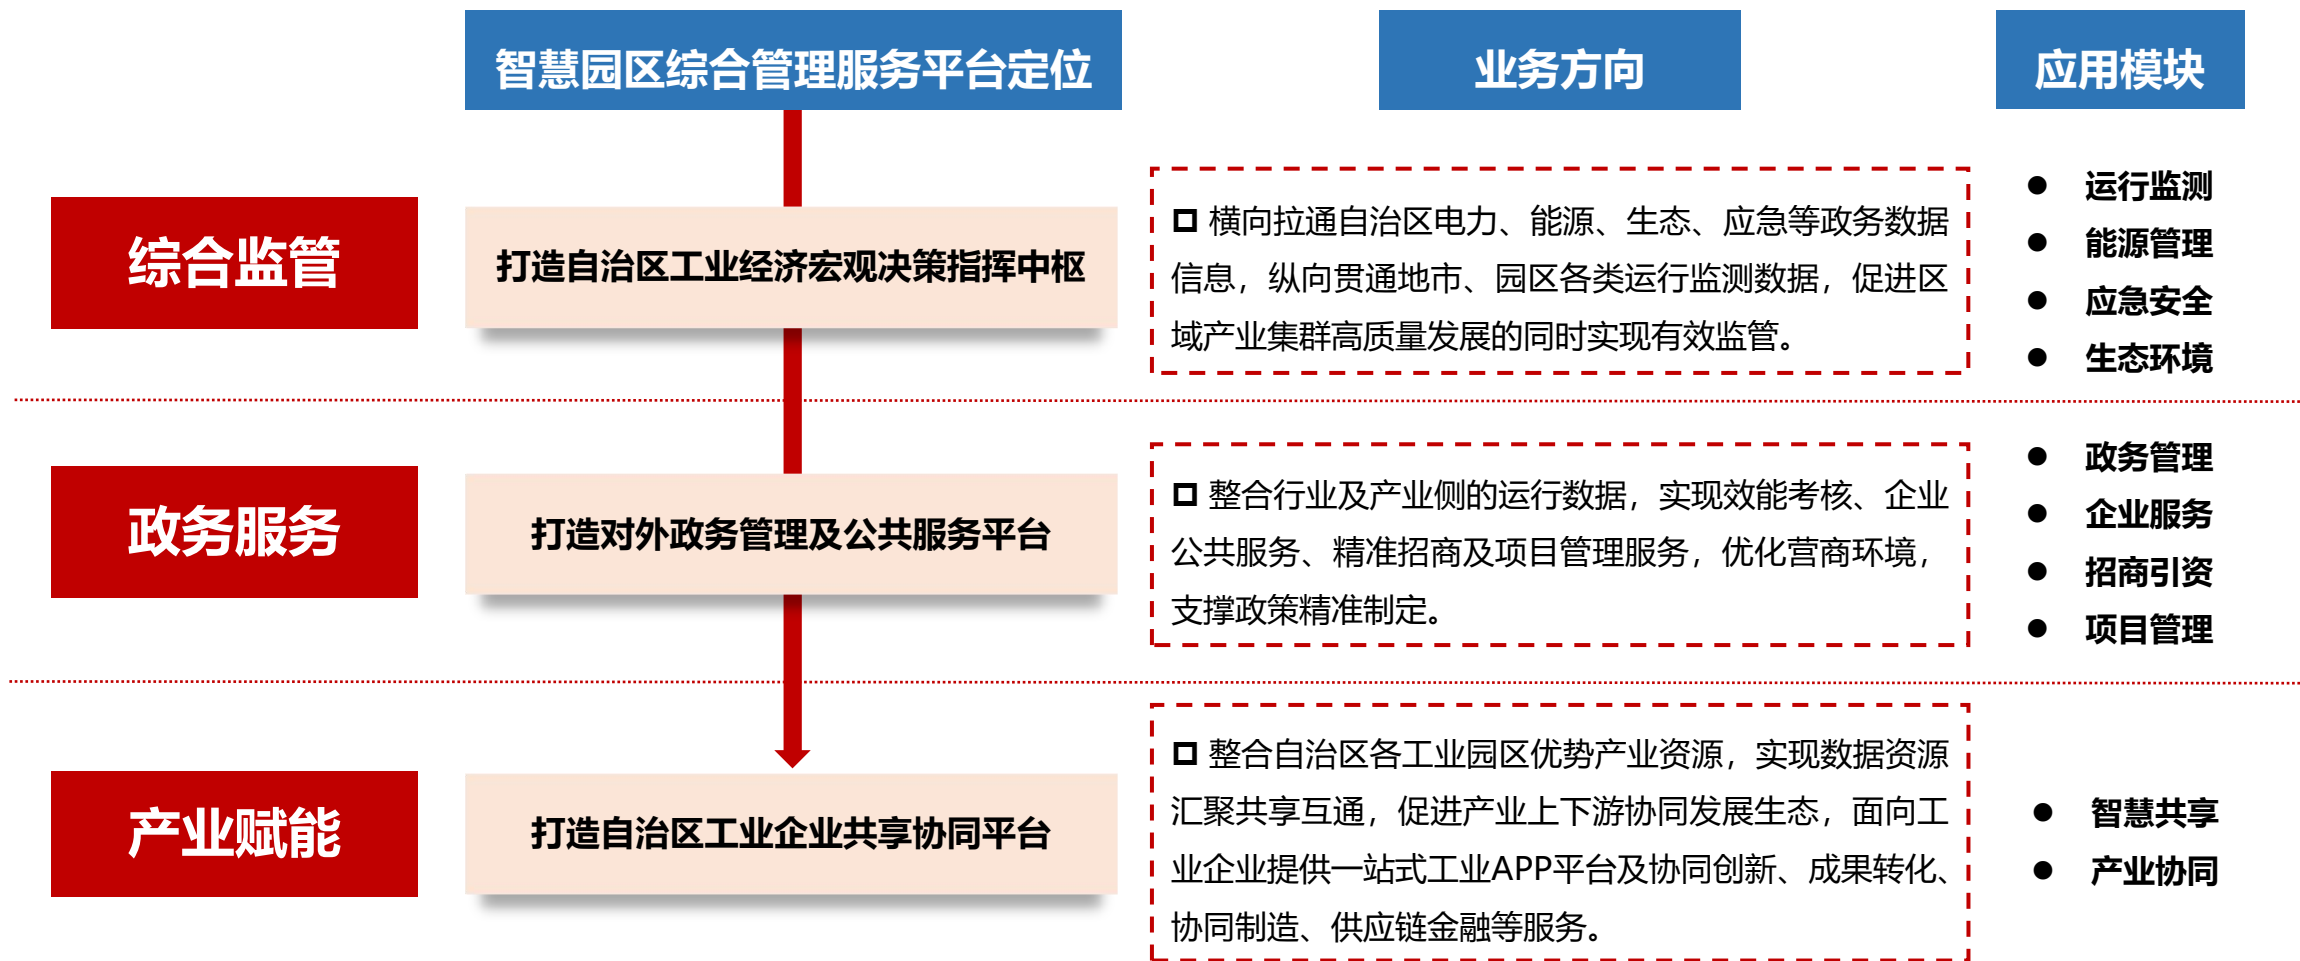 智慧园区综合管理服务平台定位
业务方向
应用模块
综合监管
打造自治区工业经济宏观决策指挥中枢
横向拉通自治区电力、能源、生态、应急等政务数据
信息，纵向贯通地市、园区各类运行监测数据，促进区
域产业集群高质量发展的同时实现有效监管。
运行监测
能源管理
应急安全
生态环境
政务服务
打造对外政务管理及公共服务平台
整合行业及产业侧的运行数据，实现效能考核、企业
公共服务、精准招商及项目管理服务，优化营商环境，
支撑政策精准制定。
政务管理
企业服务
招商引资
项目管理
产业赋能
打造自治区工业企业共享协同平台
整合自治区各工业园区优势产业资源，实现数据资源
汇聚共享互通，促进产业上下游协同发展生态，面向工
业企业提供一站式工业APP平台及协同创新、成果转化、
协同制造、供应链金融等服务。
智慧共享
产业协同